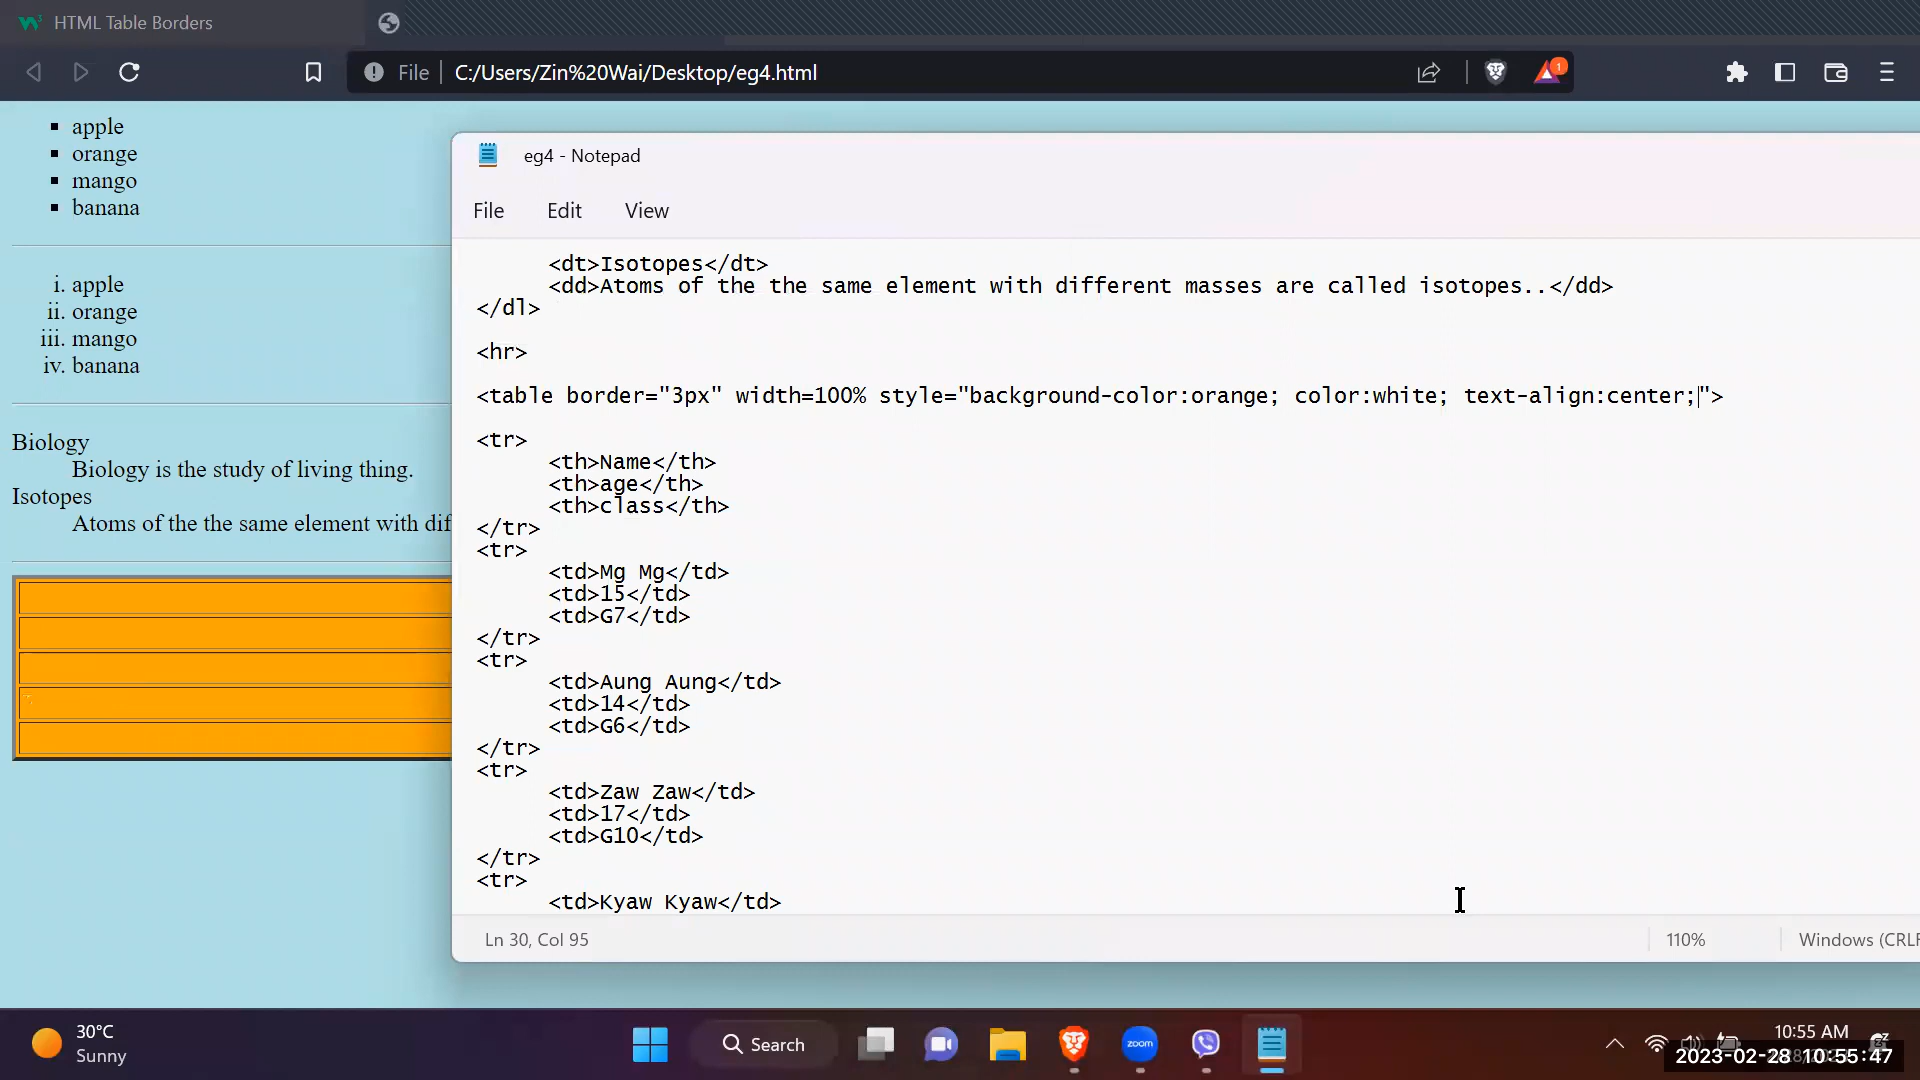 HTML Table Borders
File C:/Users/Zin%20Wai/Desktop/eg4.html
1
apple
orange
mango
banana
i. apple
ii. orange
iii. mango
iv. banana
Biology
Biology is the study of living thing.
Isotopes
Atoms of the the same element with dif
eg4 - Notepad
File Edit View
<dt>Isotopes</dt>
<dd>Atoms of the the same element with different masses are called isotopes..</dd>
</dl>
<hr>
<table border="3px" width=100% style="background-color:orange; color:white; text-align:center;">
<tr>
<th>Name</th>
<th>age</th>
<th>class</th>
</tr>
<tr>
<td>Mg Mg</td>
<td>15</td>
<td>G7</td>
</tr>
<tr>
<td>Aung Aung</td>
<td>14</td>
<td>G6</td>
</tr>
<tr>
<td>Zaw Zaw</td>
<td>17</td>
<td>G10</td>
</tr>
<tr>
<td>Kyaw Kyaw</td>
Ln 30, Col 95
110%
Windows (CRLF
30°C
Sunny
Search
zoom
10:55 AM
2023-02-28 10:55:47